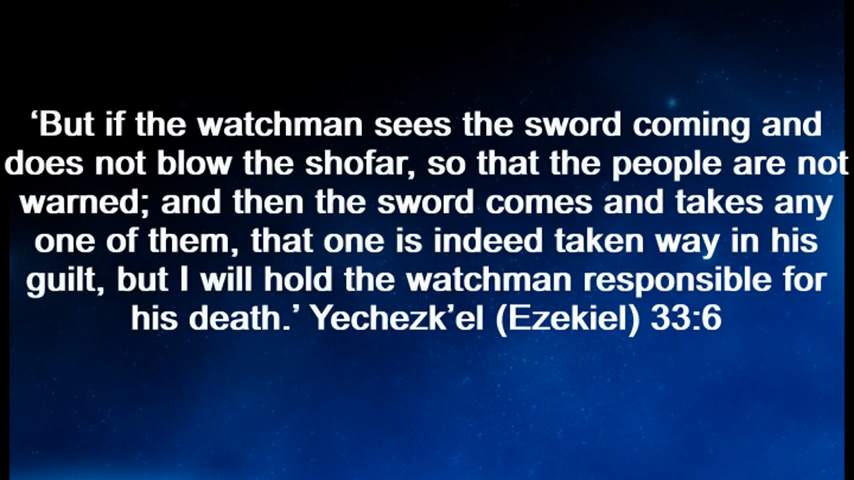 ‘But if the watchman sees the sword coming and
does not blow the shofar, so that the people are not
warned; and then the sword comes and takes any
one of them, that one is indeed taken way in his
guilt, but I will hold the watchman responsible for
his death.’ Yechezk’el (Ezekiel) 33:6